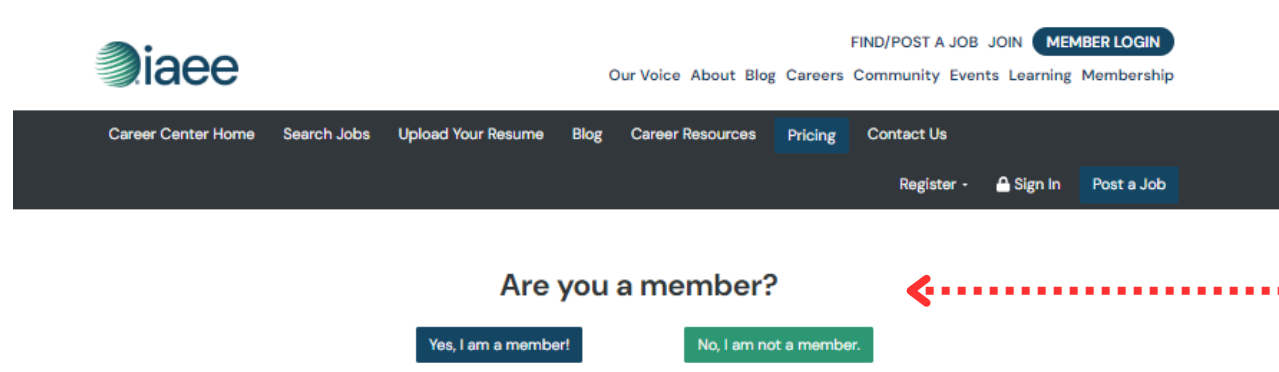 iaee
FIND/POST A JOB JOIN MEMBER LOGIN
Our Voice About Blog Careers Community Events Learning Membership
Career Center Home Search Jobs Upload Your Resume Blog Career Resources Pricing Contact Us
Register Sign In Post a Job
Are you a member?
Yes, I am a member! No, I am not a member.